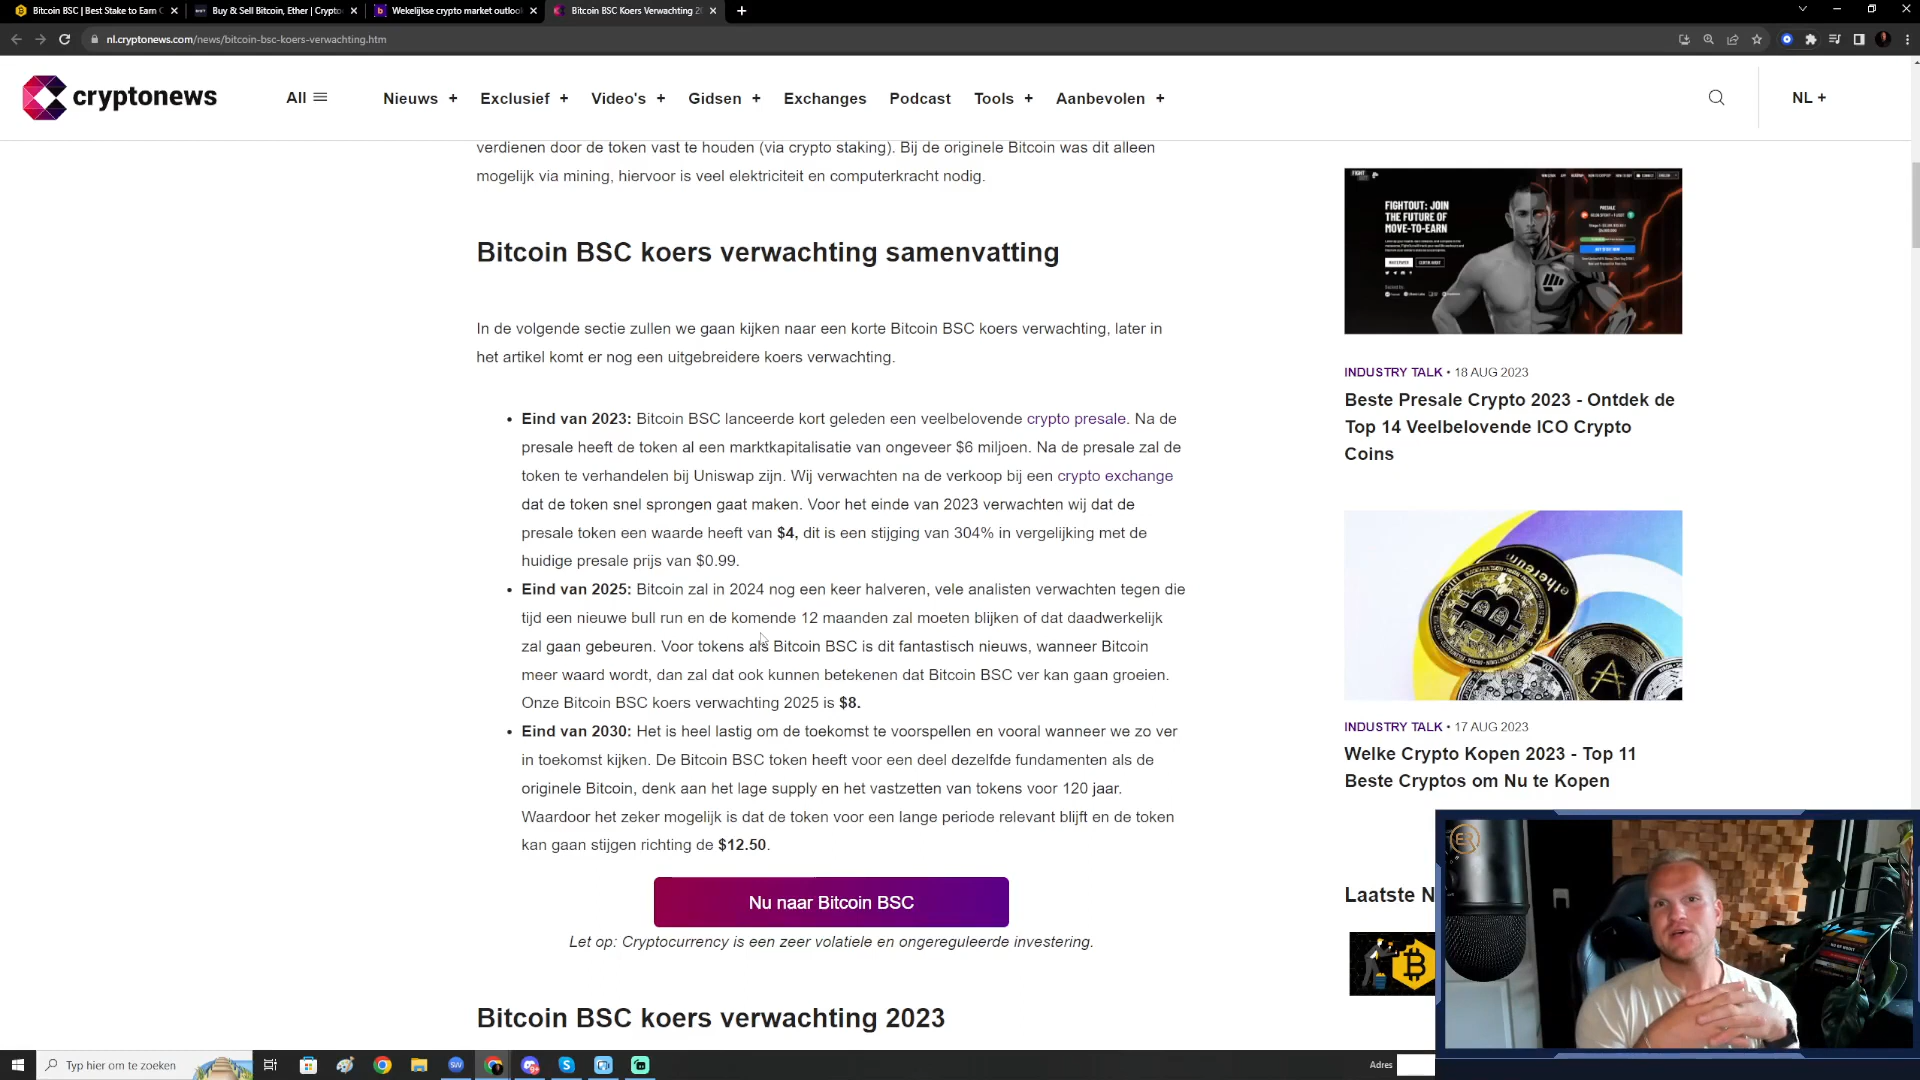 Bitcoin BSC | Best Stake to Earn C
Buy & Sell Bitcoin, Ether | Crypto
Wekelijkse crypto market outlook
Bitcoin BSC Koers Verwachting 20
nl.cryptonews.com/news/bitcoin-bsc-koers-verwachting.htm
cryptonews
All
Nieuws +
Exclusief +
Video's +
Gidsen +
Exchanges
Podcast
Tools +
Aanbevolen +
NL +
verdienen door de token vast te houden (via crypto staking). Bij de originele Bitcoin was dit alleen
mogelijk via mining, hiervoor is veel elektriciteit en computerkracht nodig.
Bitcoin BSC koers verwachting samenvatting
In de volgende sectie zullen we gaan kijken naar een korte Bitcoin BSC koers verwachting, later in
het artikel komt er nog een uitgebreidere koers verwachting.
• Eind van 2023: Bitcoin BSC lanceerde kort geleden een veelbelovende crypto presale. Na de
presale heeft de token al een marktkapitalisatie van ongeveer $6 miljoen. Na de presale zal de
token te verhandelen bij Uniswap zijn. Wij verwachten na de verkoop bij een crypto exchange
dat de token snel sprongen gaat maken. Voor het einde van 2023 verwachten wij dat de
presale token een waarde heeft van $4, dit is een stijging van 304% in vergelijking met de
huidige presale prijs van $0.99.
• Eind van 2025: Bitcoin zal in 2024 nog een keer halveren, vele analisten verwachten tegen die
tijd een nieuwe bull run en de komende 12 maanden zal moeten blijken of dat daadwerkelijk
zal gaan gebeuren. Voor tokens als Bitcoin BSC is dit fantastisch nieuws, wanneer Bitcoin
meer waard wordt, dan zal dat ook kunnen betekenen dat Bitcoin BSC ver kan gaan groeien.
Onze Bitcoin BSC koers verwachting 2025 is $8.
• Eind van 2030: Het is heel lastig om de toekomst te voorspellen en vooral wanneer we zo ver
in toekomst kijken. De Bitcoin BSC token heeft voor een deel dezelfde fundamenten als de
originele Bitcoin, denk aan het lage supply en het vastzetten van tokens voor 120 jaar.
Waardoor het zeker mogelijk is dat de token voor een lange periode relevant blijft en de token
kan gaan stijgen richting de $12.50.
Nu naar Bitcoin BSC
Let op: Cryptocurrency is een zeer volatiele en ongereguleerde investering.
Bitcoin BSC koers verwachting 2023
FIGHTOUT: JOIN
THE FUTURE OF
MOVE-TO-EARN
INDUSTRY TALK • 18 AUG 2023
Beste Presale Crypto 2023 - Ontdek de
Top 14 Veelbelovende ICO Crypto
Coins
ethereum
INDUSTRY TALK • 17 AUG 2023
Welke Crypto Kopen 2023 - Top 11
Beste Cryptos om Nu te Kopen
Laatste N
ER
Typ hier om te zoeken
Adres